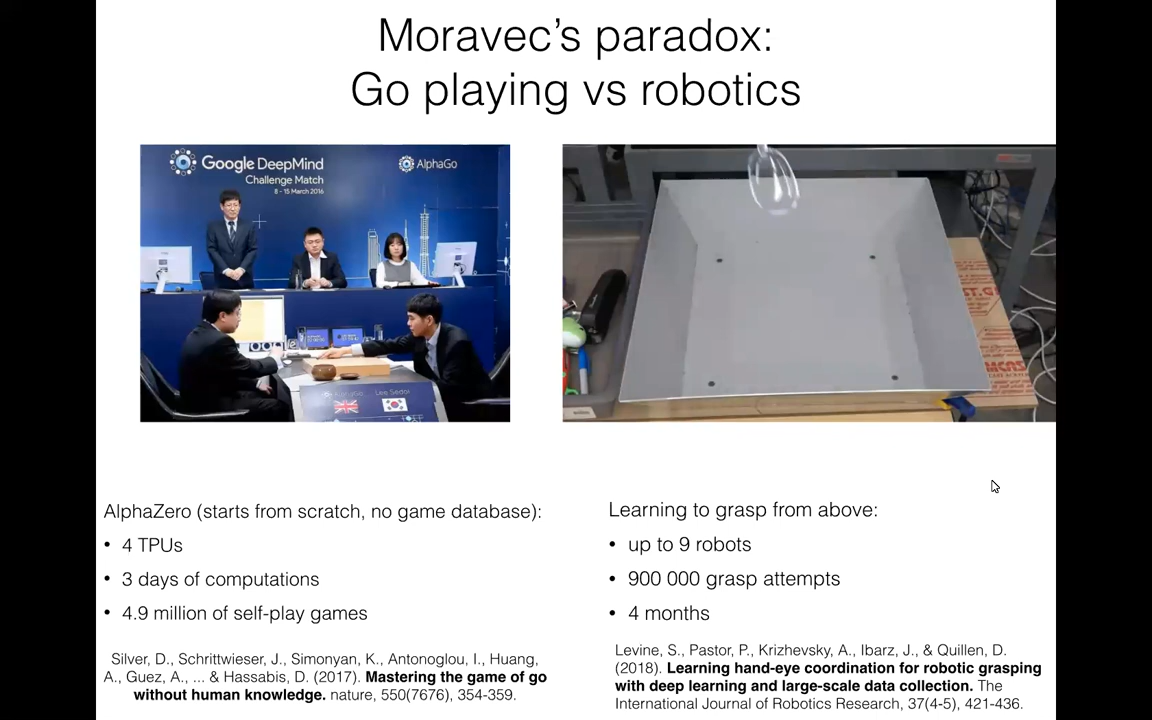 Moravec’s paradox:
Go playing vs robotics
Google DeepMind
Challenge Match
8 - 15 March 2016
AlphaGo
Lee Sedol
AlphaZero (starts from scratch, no game database):
• 4 TPUs
• 3 days of computations
• 4.9 million of self-play games
Silver, D., Schrittwieser, J., Simonyan, K., Antonoglou, I., Huang,
A., Guez, A., ... & Hassabis, D. (2017). Mastering the game of go
without human knowledge. nature, 550(7676), 354-359.
Learning to grasp from above:
• up to 9 robots
• 900 000 grasp attempts
• 4 months
Levine, S., Pastor, P., Krizhevsky, A., Ibarz, J., & Quillen, D.
(2018). Learning hand-eye coordination for robotic grasping
with deep learning and large-scale data collection. The
International Journal of Robotics Research, 37(4-5), 421-436.